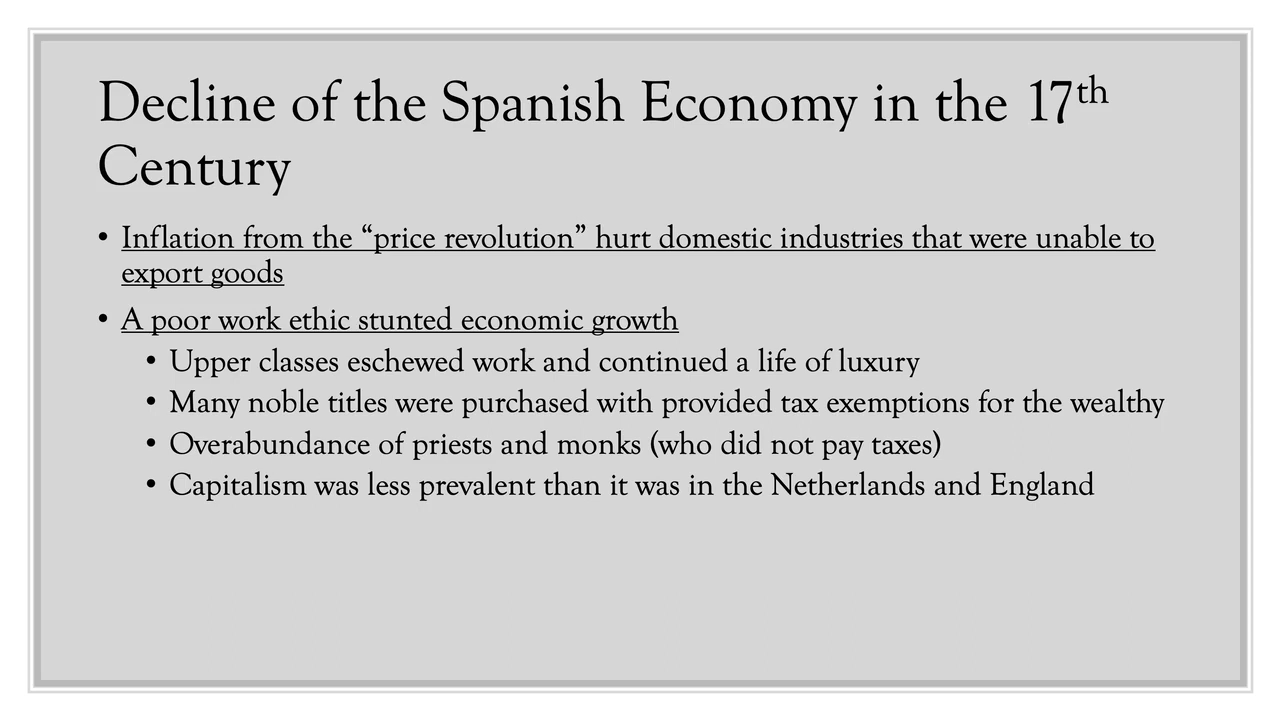 Decline of the Spanish Economy in the 17th
Century
• Inflation from the “price revolution” hurt domestic industries that were unable to
export goods
• A poor work ethic stunted economic growth
• Upper classes eschewed work and continued a life of luxury
• Many noble titles were purchased with provided tax exemptions for the wealthy
• Overabundance of priests and monks (who did not pay taxes)
• Capitalism was less prevalent than it was in the Netherlands and England